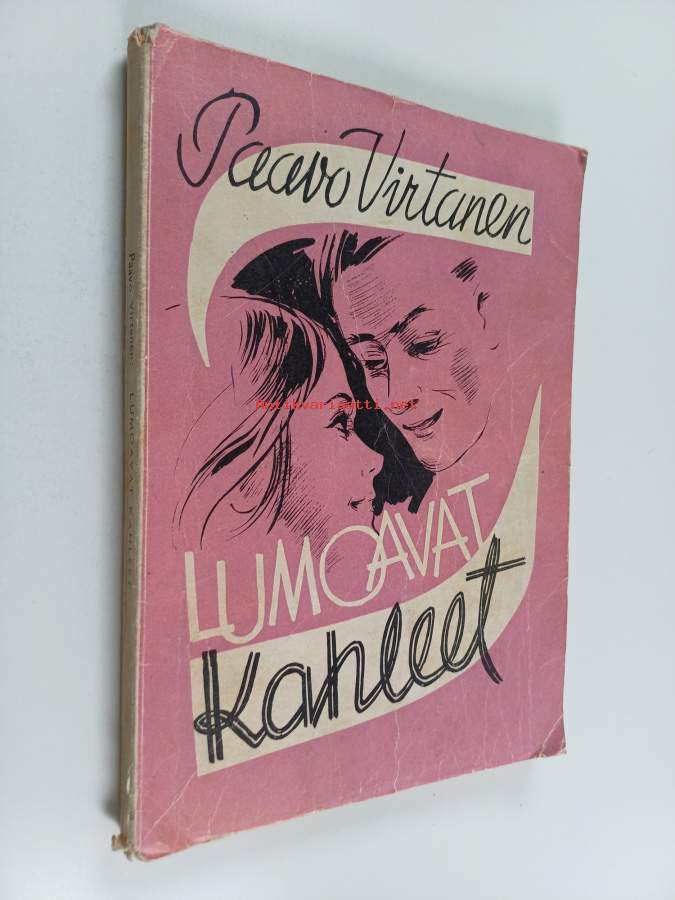 Paavo Virtanen
LUMOAVAT
Kahleet
Paavo Virtanen LUMOAVAT KAHLEET
Antikvariaatti.net